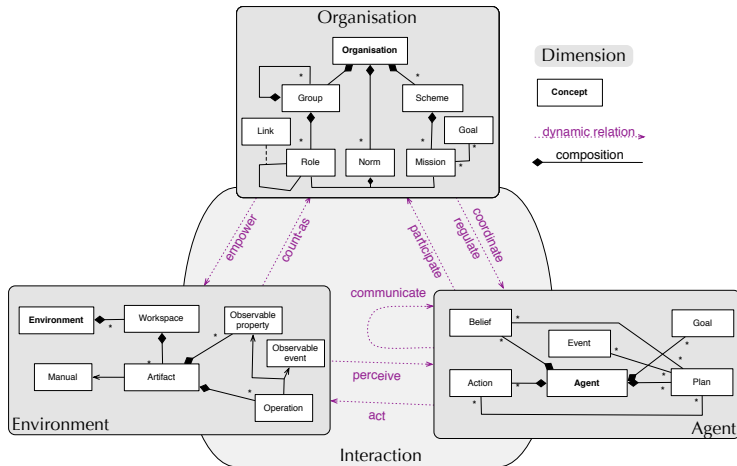 Organisation
Organisation
*
*
Group
Scheme
Link
Goal
*
*
*
*
*
Role
Norm
Mission
Dimension
Concept
dynamic relation
composition
empower
count-as
participate
coordinate
regulate
communicate
perceive
act
Environment
*
Workspace
*
Observable
property
Observable
event
Manual
*
Artifact
*
Operation
Environment
Belief
*
*
Goal
*
Event
*
*
Action
*
Agent
*
*
Plan
*
*
Agent
Interaction